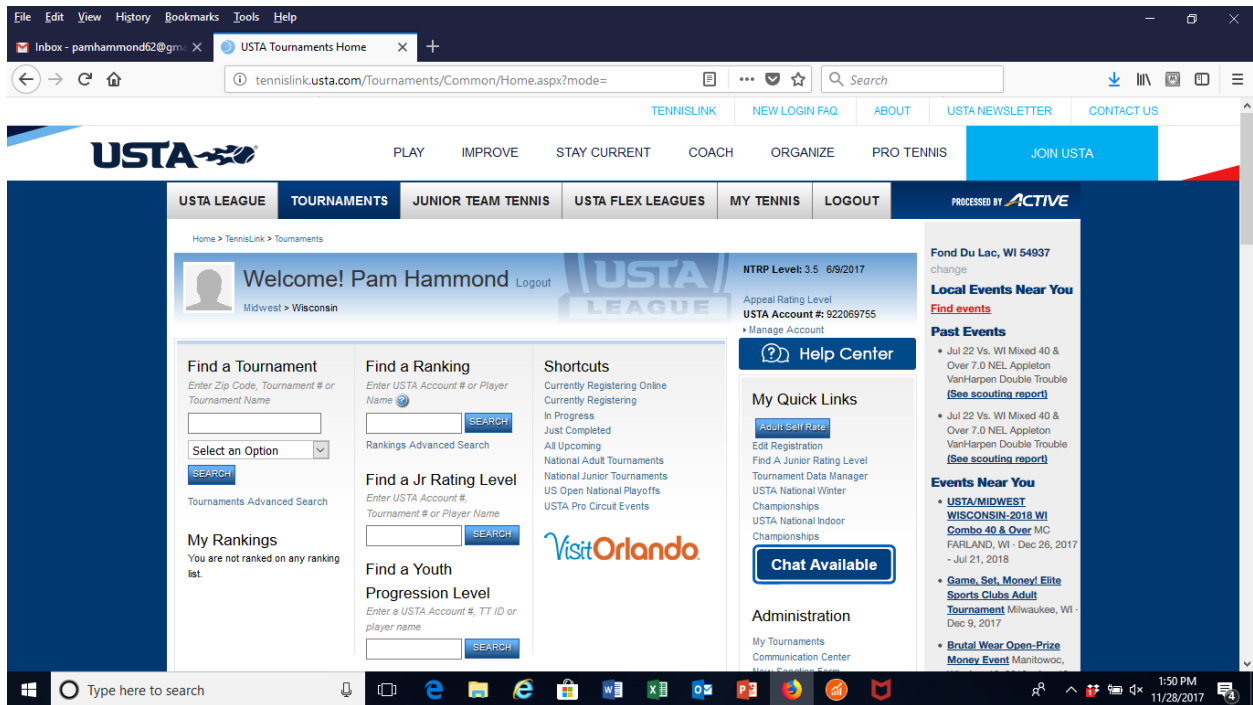 File Edit View History Bookmarks Tools Help
Inbox - pamhammond62@gma
USTA Tournaments Home
tennislink.usta.com/Tournaments/Common/Home.aspx?mode=
Search
TENNISLINK NEW LOGIN FAQ ABOUT USTA NEWSLETTER CONTACT US
USTA
PLAY IMPROVE STAY CURRENT COACH ORGANIZE PRO TENNIS JOIN USTA
USTA LEAGUE TOURNAMENTS JUNIOR TEAM TENNIS USTA FLEX LEAGUES MY TENNIS LOGOUT PROCESSED BY ACTIVE
Home > TennisLink > Tournaments
Welcome! Pam Hammond Logout
Midwest > Wisconsin
USTA
LEAGUE
NTRP Level: 3.5 6/9/2017
Appeal Rating Level
USTA Account #: 922069755
Manage Account
Help Center
Find a Tournament
Enter Zip Code, Tournament # or
Tournament Name
Select an Option
SEARCH
Tournaments Advanced Search
My Rankings
You are not ranked on any ranking
list.
Find a Ranking
Enter USTA Account # or Player
Name
SEARCH
Rankings Advanced Search
Find a Jr Rating Level
Enter USTA Account #,
Tournament # or Player Name
SEARCH
Find a Youth
Progression Level
Enter a USTA Account #, TT ID or
player name
SEARCH
Shortcuts
Currently Registering Online
Currently Registering
In Progress
Just Completed
All Upcoming
National Adult Tournaments
National Junior Tournaments
US Open National Playoffs
USTA Pro Circuit Events
VisitOrlando.
My Quick Links
Adult Self Rate
Edit Registration
Find A Junior Rating Level
Tournament Data Manager
USTA National Winter
Championships
USTA National Indoor
Championships
Chat Available
Administration
My Tournaments
Communication Center
New Sanction Form
Fond Du Lac, WI 54937
change
Local Events Near You
Find events
Past Events
Jul 22 Vs. WI Mixed 40 &
Over 7.0 NEL Appleton
VanHarpen Double Trouble
(See scouting report)
Jul 22 Vs. WI Mixed 40 &
Over 7.0 NEL Appleton
VanHarpen Double Trouble
(See scouting report)
Events Near You
USTA/MIDWEST
WISCONSIN-2018 WI
Combo 40 & Over MC
FARLAND, WI - Dec 26, 2017
- Jul 21, 2018
Game, Set, Money! Elite
Sports Clubs Adult
Tournament Milwaukee, WI -
Dec 9, 2017
Brutal Wear Open-Prize
Money Event Manitowoc,
Type here to search
1:50 PM
11/28/2017
4